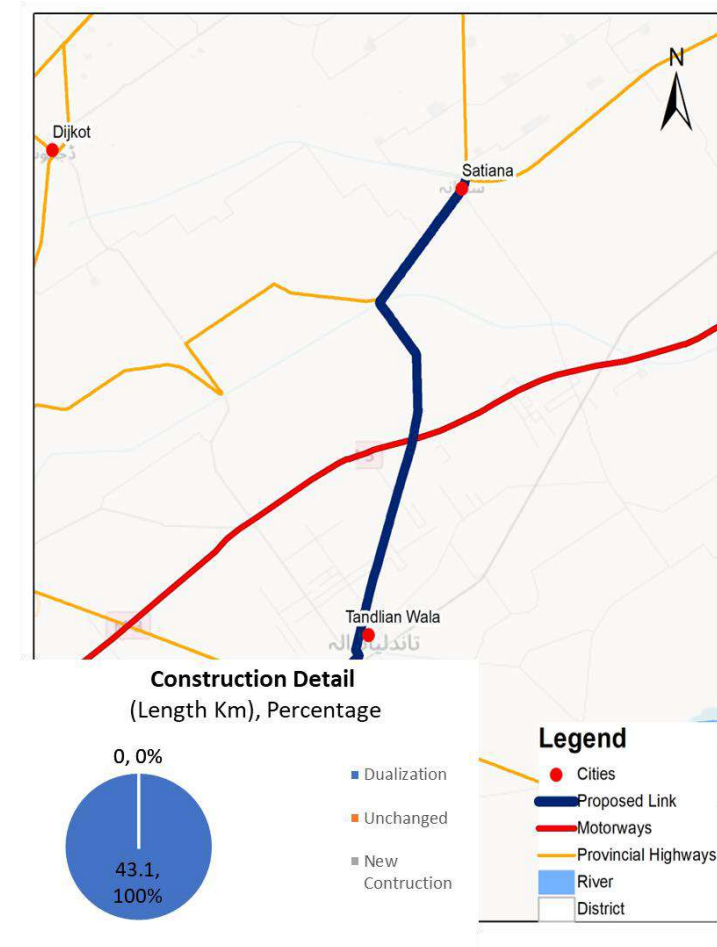 N
Dijkot
Satiana
Tandlian Wala
تاندلیانوالہ
Construction Detail
(Length Km), Percentage
0, 0%
43.1,
100%
Dualization
Unchanged
New
Construction
Legend
Cities
Proposed Link
Motorways
Provincial Highways
River
District